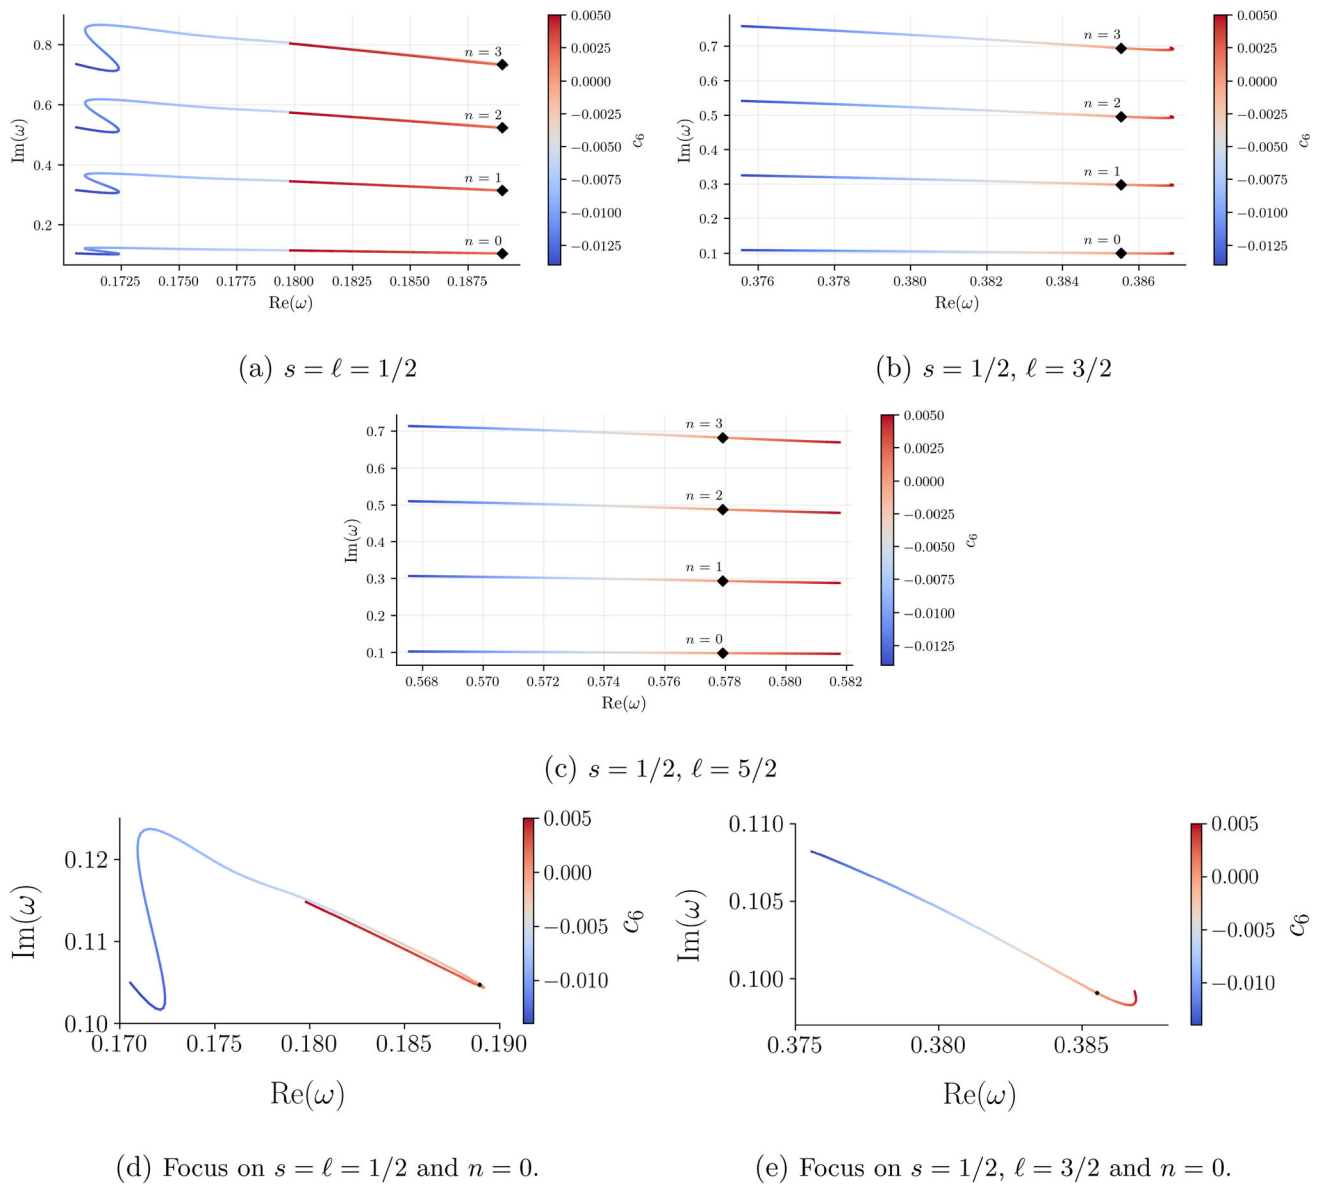 0.8
0.6
0.4
0.2
Im(ω)
n = 3
n = 2
n = 1
n = 0
0.1725 0.1750 0.1775 0.1800 0.1825 0.1850 0.1875
Re(ω)
0.0050
0.0025
0.0000
−0.0025
−0.0050
−0.0075
−0.0100
−0.0125
c₆
(a) s = ℓ = 1/2
0.7
0.6
0.5
0.4
0.3
0.2
0.1
Im(ω)
n = 3
n = 2
n = 1
n = 0
0.376 0.378 0.380 0.382 0.384 0.386
Re(ω)
0.0050
0.0025
0.0000
−0.0025
−0.0050
−0.0075
−0.0100
−0.0125
c₆
(b) s = 1/2, ℓ = 3/2
0.7
0.6
0.5
0.4
0.3
0.2
0.1
Im(ω)
n = 3
n = 2
n = 1
n = 0
0.568 0.570 0.572 0.574 0.576 0.578 0.580 0.582
Re(ω)
0.0050
0.0025
0.0000
−0.0025
−0.0050
−0.0075
−0.0100
−0.0125
c₆
(c) s = 1/2, ℓ = 5/2
0.12
0.11
0.10
Im(ω)
0.170 0.175 0.180 0.185 0.190
Re(ω)
0.005
0.000
−0.005
−0.010
c₆
(d) Focus on s = ℓ = 1/2 and n = 0.
0.110
0.105
0.100
Im(ω)
0.375 0.380 0.385
Re(ω)
0.005
0.000
−0.005
−0.010
c₆
(e) Focus on s = 1/2, ℓ = 3/2 and n = 0.